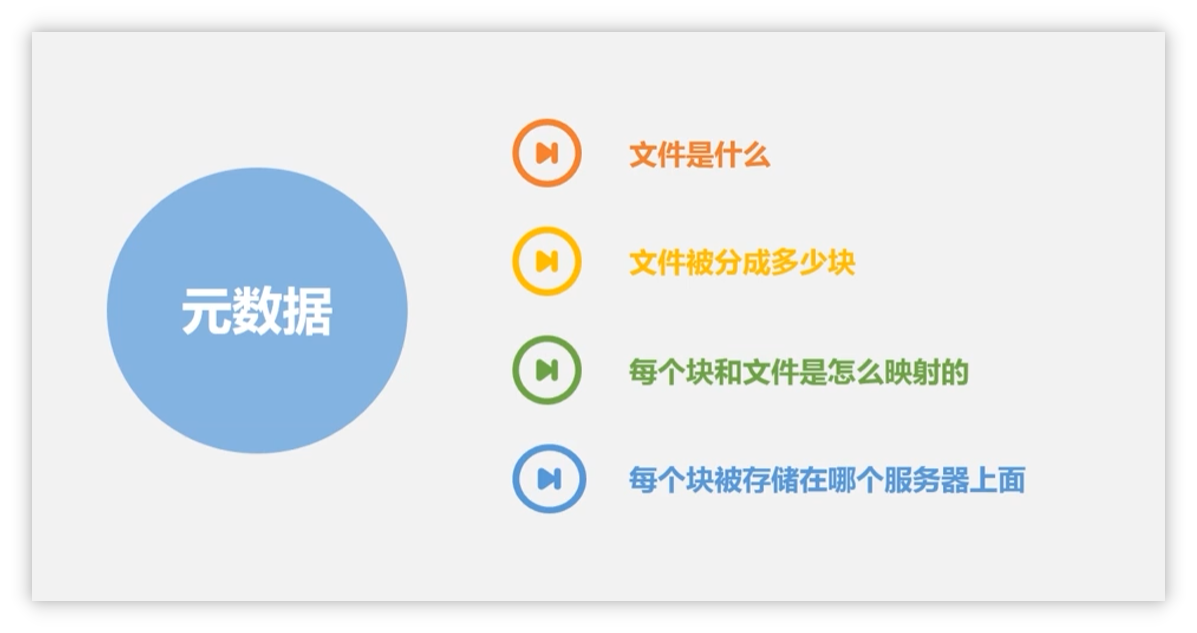 元数据
文件是什么
文件被分成多少块
每个块和文件是怎么映射的
每个块被存储在哪个服务器上面